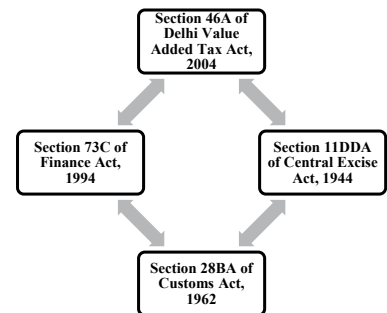 Section 46A of
Delhi Value
Added Tax Act,
2004
Section 73C of
Finance Act,
1994
Section 11DDA
of Central Excise
Act, 1944
Section 28BA of
Customs Act,
1962